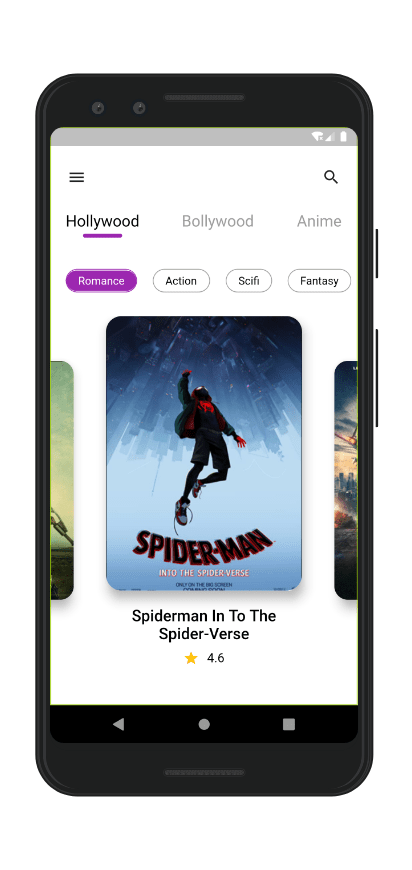 Hollywood Bollywood Anime
Romance Action Scifi Fantasy
SPIDER-MAN
INTO THE SPIDER-VERSE
ONLY ON THE BIG SCREEN
COMING SOON
Spiderman In To The
Spider-Verse
4.6